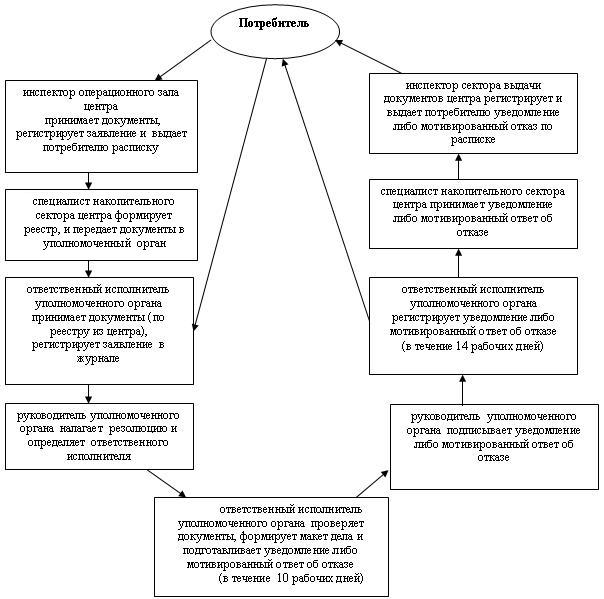 Потребитель
инспектор операционного зала
центра
принимает документы,
регистрирует заявление и выдает
потребителю расписку
специалист накопительного
сектора центра формирует
реестр, и передает документы в
уполномоченный орган
ответственный исполнитель
уполномоченного органа
принимает документы (по
реестру из центра),
регистрирует заявление в
журнале
руководитель уполномоченного
органа налагает резолюцию и
определяет ответственного
исполнителя
ответственный исполнитель
уполномоченного органа проверяет
документы, формирует макет дела и
подготавливает уведомление либо
мотивированный ответ об отказе
(в течение 10 рабочих дней)
руководитель уполномоченного
органа подписывает уведомление
либо мотивированный ответ об
отказе
ответственный исполнитель
уполномоченного органа
регистрирует уведомление либо
мотивированный ответ об отказе
(в течение 14 рабочих дней)
специалист накопительного сектора
центра принимает уведомление
либо мотивированный ответ об
отказе
инспектор сектора выдачи
документов центра регистрирует и
выдает потребителю уведомление
либо мотивированный отказ по
расписке